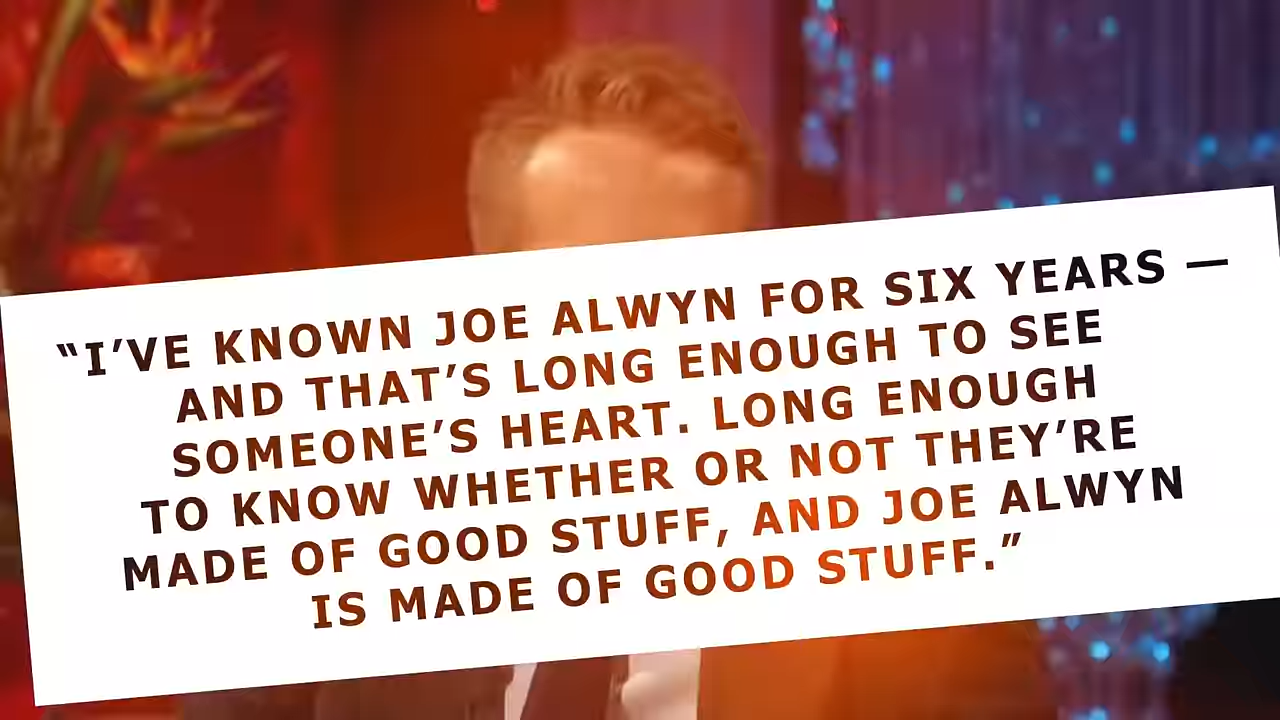 “I’VE KNOWN JOE ALWYN FOR SIX YEARS —
AND THAT’S LONG ENOUGH TO SEE
SOMEONE’S HEART. LONG ENOUGH
TO KNOW WHETHER OR NOT THEY’RE
MADE OF GOOD STUFF, AND JOE ALWYN
IS MADE OF GOOD STUFF.”